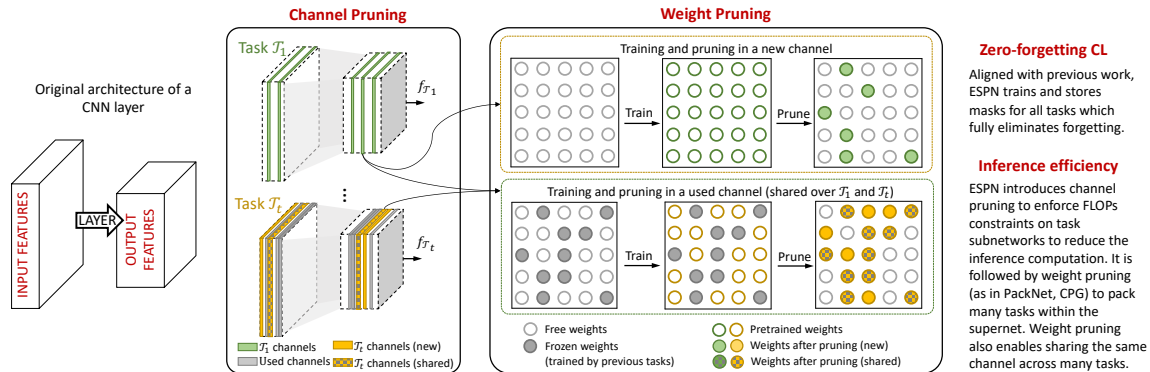 Original architecture of a
CNN layer
INPUT FEATURES
LAYER
OUTPUT
FEATURES
Channel Pruning
Task 𝒯1
f𝒯1
...
Task 𝒯t
f𝒯t
𝒯1 channels
𝒯t channels (new)
Used channels
𝒯t channels (shared)
Weight Pruning
Training and pruning in a new channel
Train
Prune
Training and pruning in a used channel (shared over 𝒯1 and 𝒯t)
Train
Prune
Free weights
Frozen weights
(trained by previous tasks)
Pretrained weights
Weights after pruning (new)
Weights after pruning (shared)
Zero-forgetting CL
Aligned with previous work,
ESPN trains and stores
masks for all tasks which
fully eliminates forgetting.
Inference efficiency
ESPN introduces channel
pruning to enforce FLOPs
constraints on task
subnetworks to reduce the
inference computation. It is
followed by weight pruning
(as in PackNet, CPG) to pack
many tasks within the
supernet. Weight pruning
also enables sharing the same
channel across many tasks.